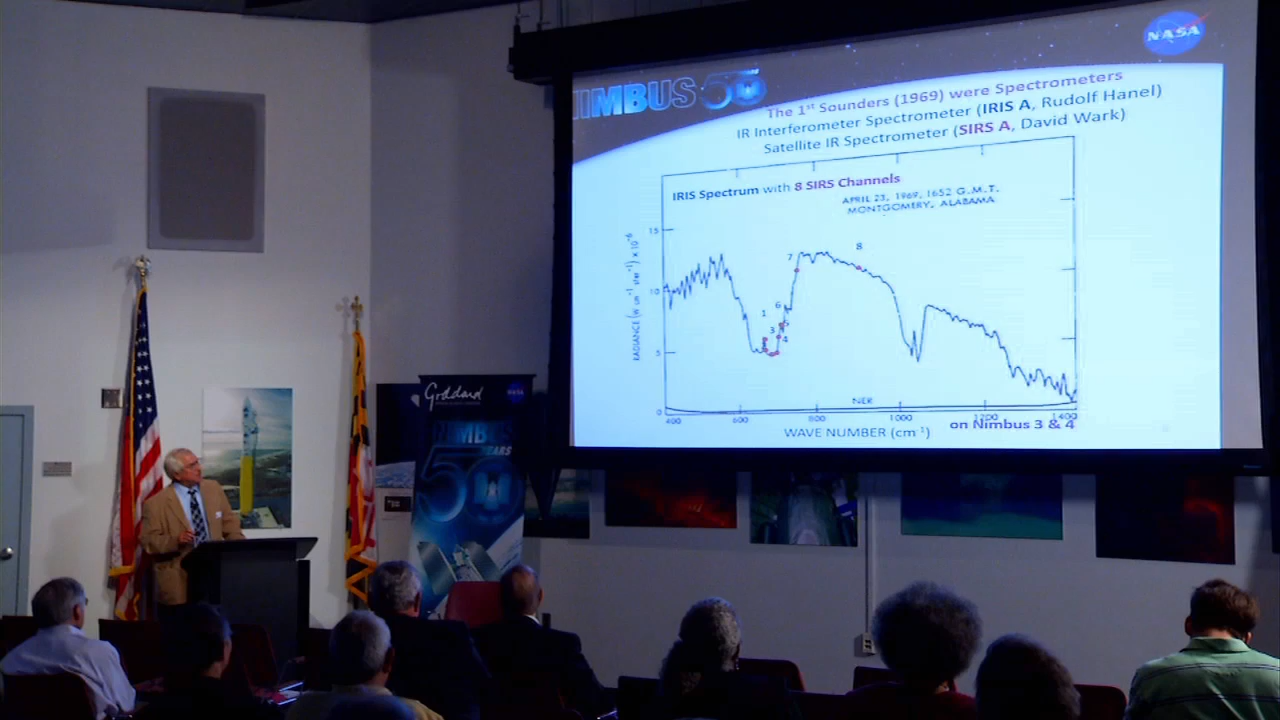 NASA
NIMBUS 50
The 1st Sounders (1969) were Spectrometers
IR Interferometer Spectrometer (IRIS A, Rudolf Hanel)
Satellite IR Spectrometer (SIRS A, David Wark)
IRIS Spectrum with 8 SIRS Channels
APRIL 23, 1969, 1652 G.M.T.
MONTGOMERY, ALABAMA
15
10
5
0
8
7
6
1
5
3
4
NER
400 600 800 1000 1200 1400
WAVE NUMBER (cm⁻¹)
on Nimbus 3 & 4
Goddard
NASA
NIMBUS
YEARS
50